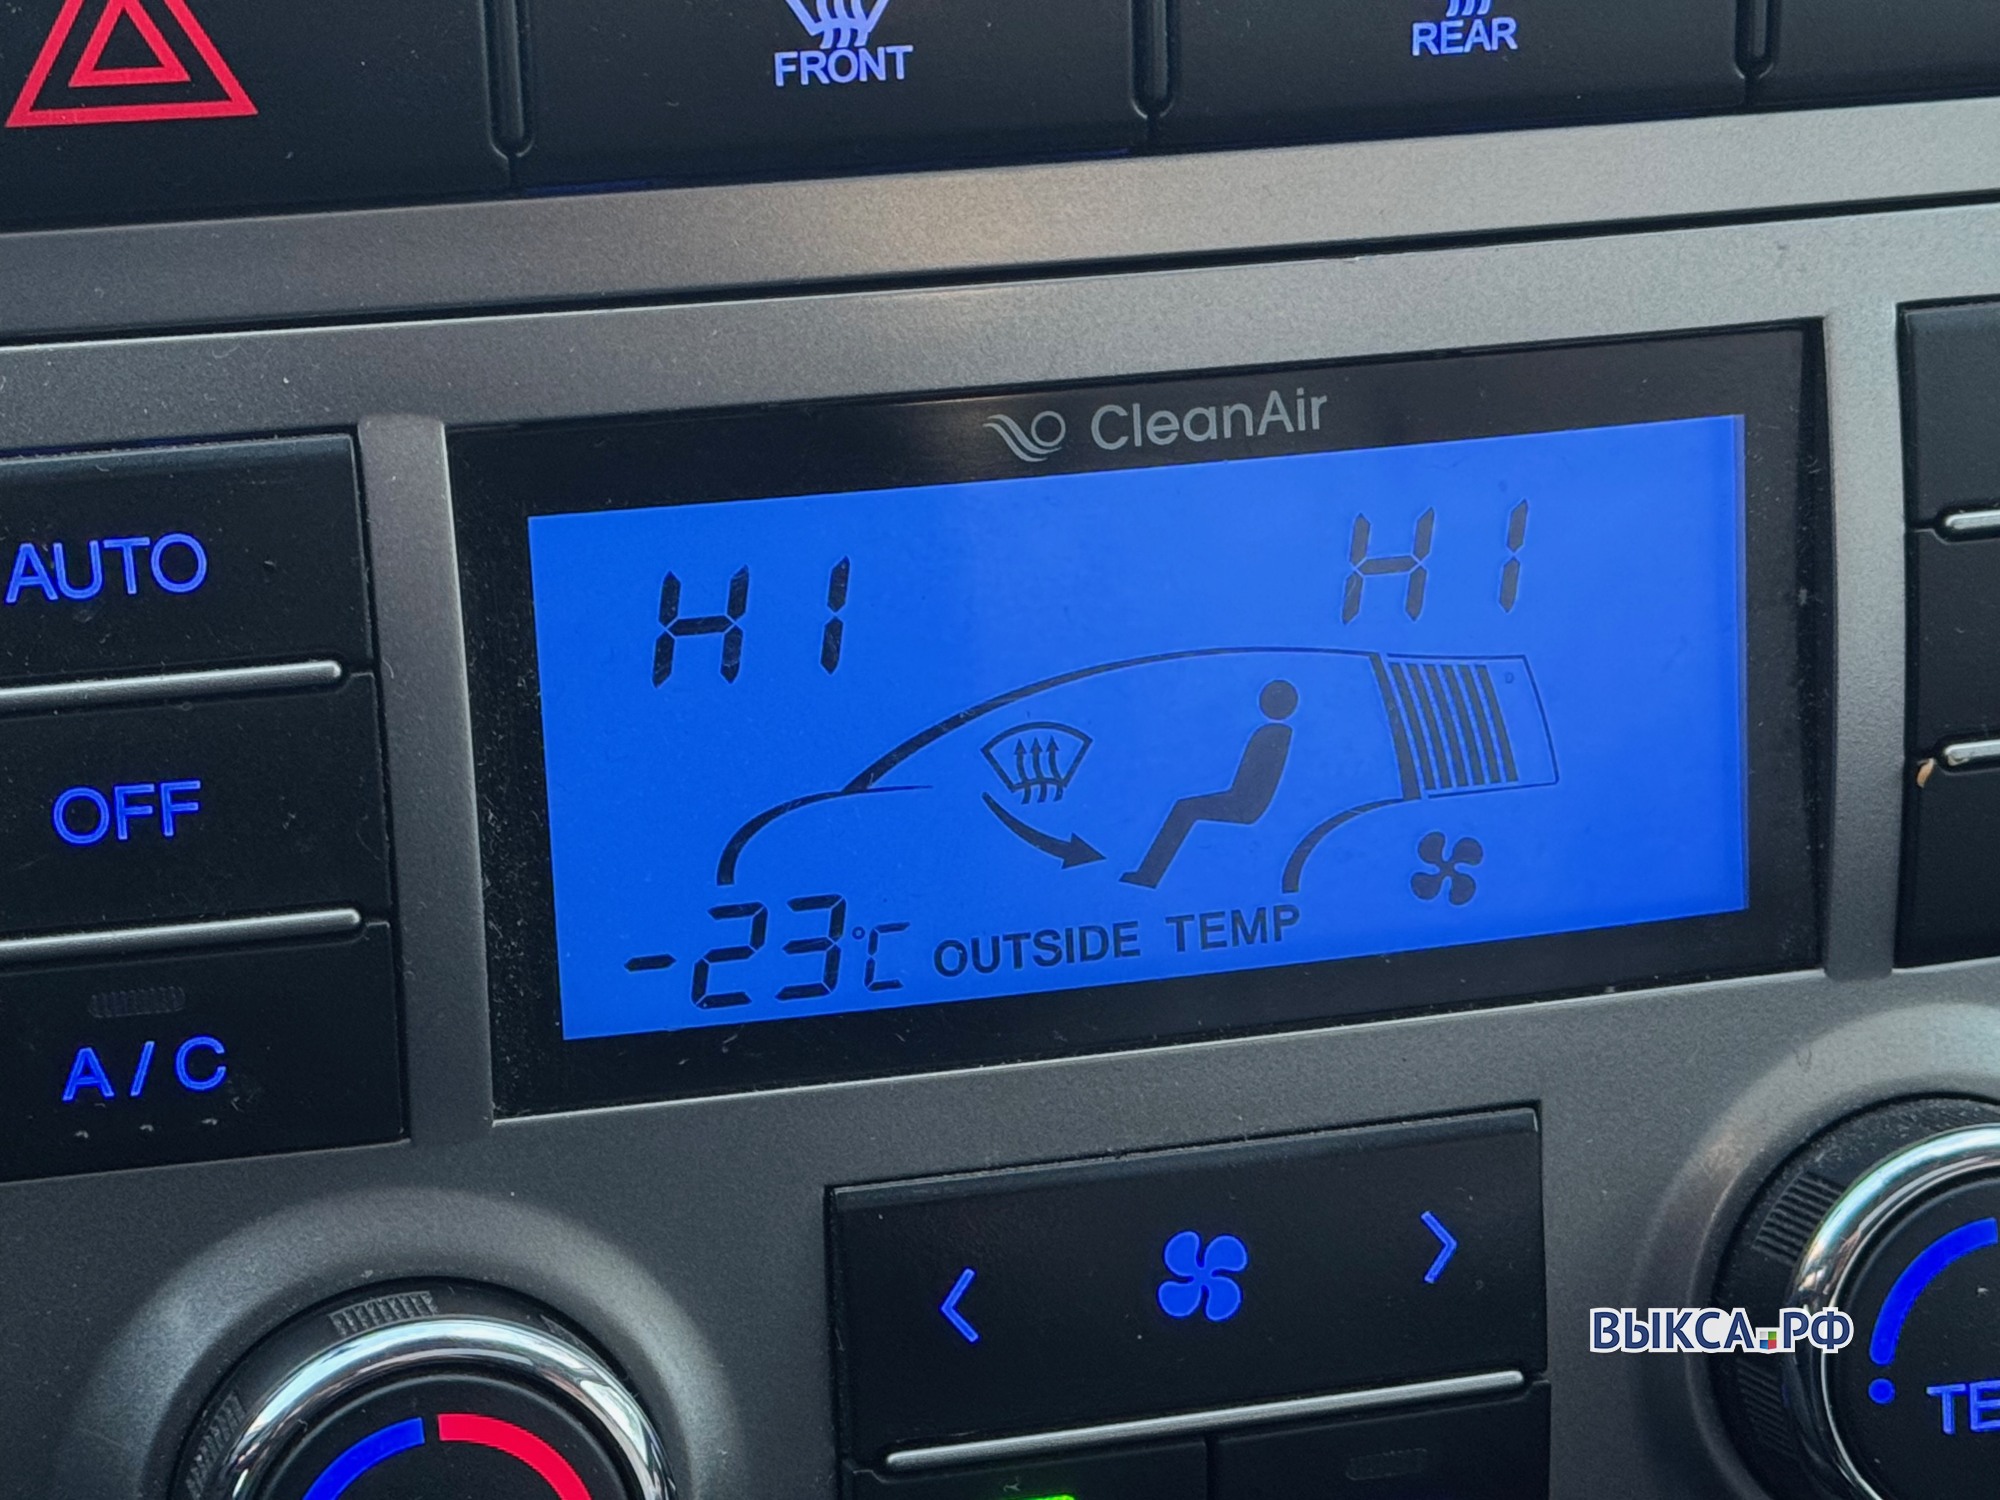 FRONT
REAR
CleanAir
AUTO
HI HI
OFF
-23°C OUTSIDE TEMP
A/C
ВЫКСА.РФ